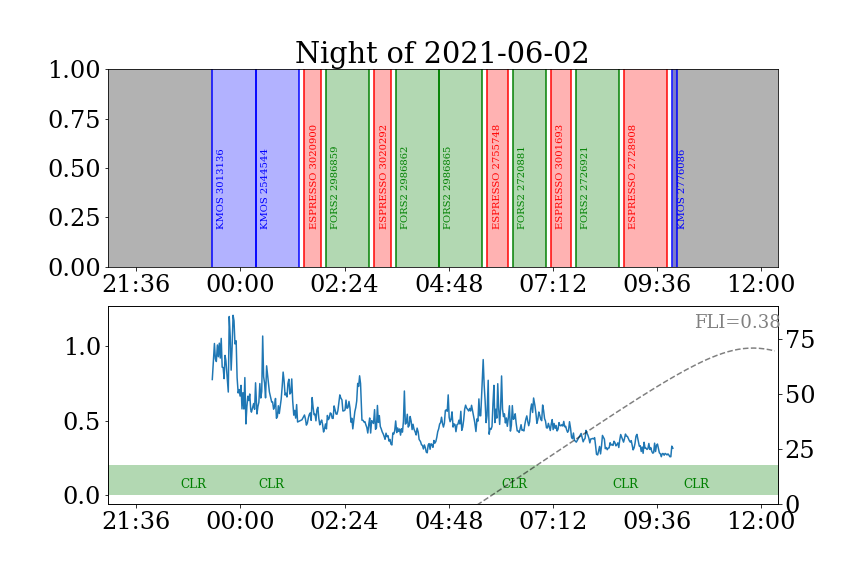 Night of 2021-06-02
1.00
0.75
0.50
0.25
0.00
KMOS 3013136
KMOS 2544544
ESPRESSO 3020900
FORS2 2986859
ESPRESSO 3020292
FORS2 2986862
FORS2 2986865
ESPRESSO 2755748
FORS2 2720881
ESPRESSO 3001693
FORS2 2726921
ESPRESSO 2728908
KMOS 2776086
21:36 00:00 02:24 04:48 07:12 09:36 12:00
FLI=0.38
1.0
0.5
0.0
75
50
25
0
CLR CLR CLR CLR CLR
21:36 00:00 02:24 04:48 07:12 09:36 12:00